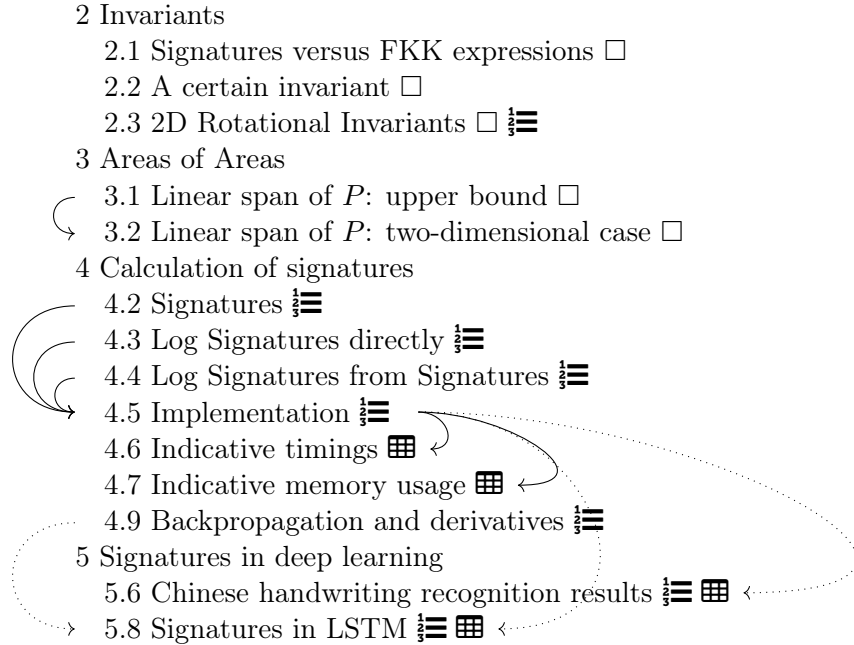 2 Invariants
2.1 Signatures versus FKK expressions □
2.2 A certain invariant □
2.3 2D Rotational Invariants □
3 Areas of Areas
3.1 Linear span of P: upper bound □
3.2 Linear span of P: two-dimensional case □
4 Calculation of signatures
4.2 Signatures
4.3 Log Signatures directly
4.4 Log Signatures from Signatures
4.5 Implementation
4.6 Indicative timings
4.7 Indicative memory usage
4.9 Backpropagation and derivatives
5 Signatures in deep learning
5.6 Chinese handwriting recognition results
5.8 Signatures in LSTM